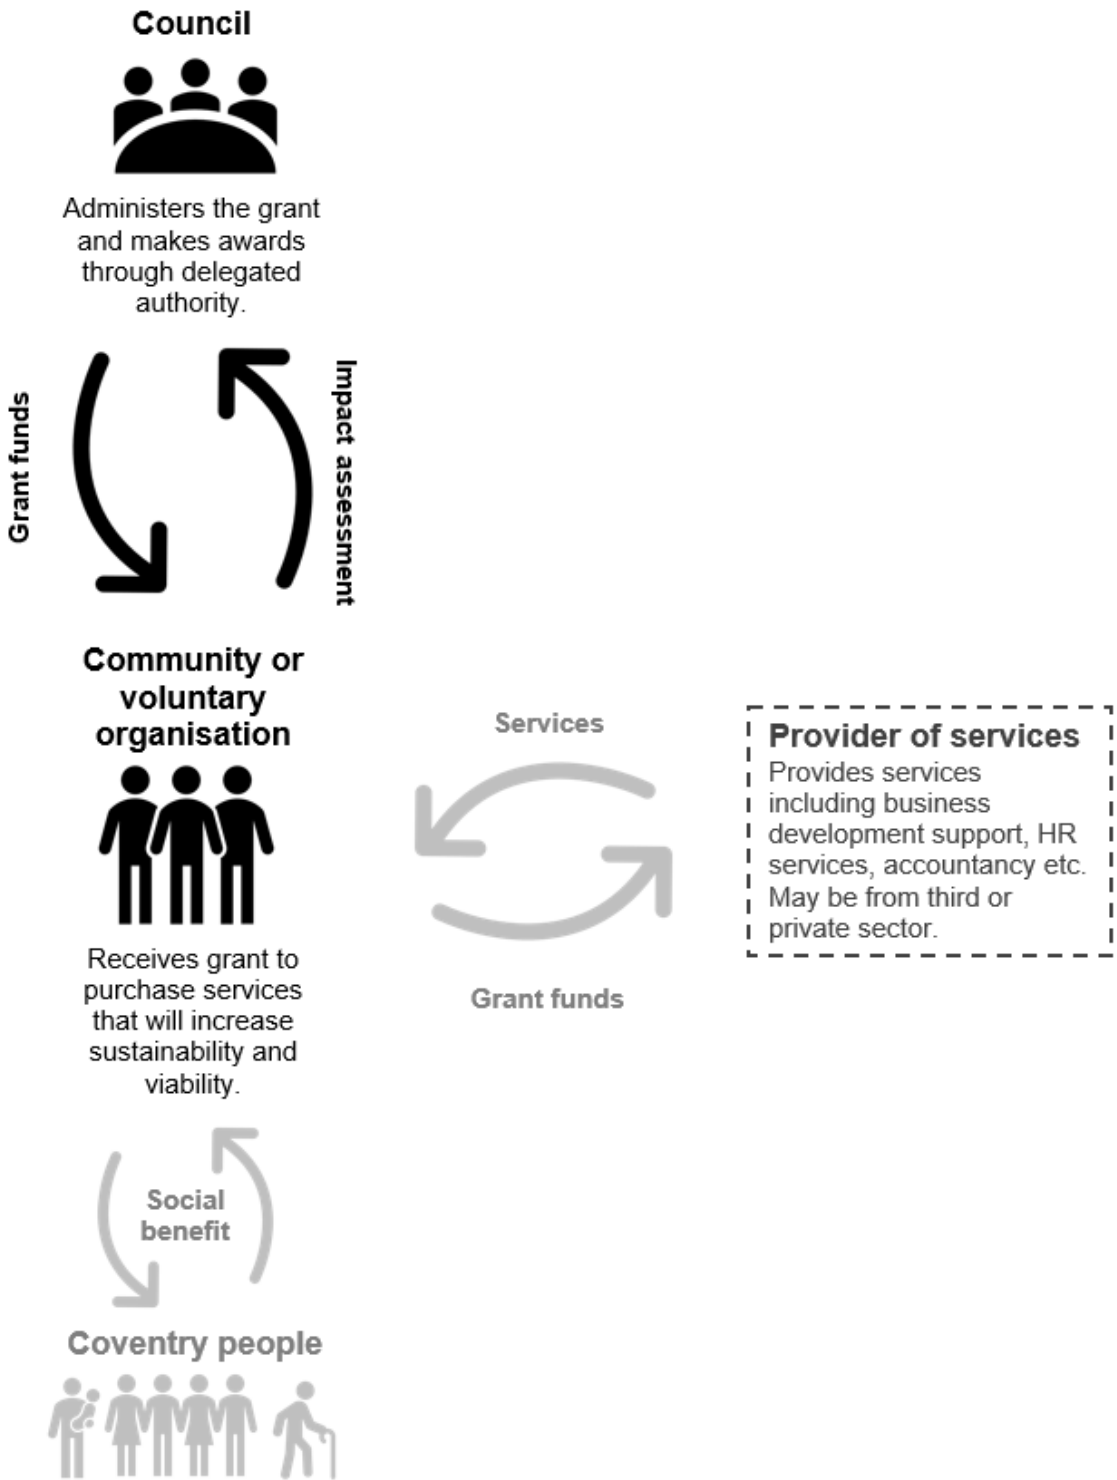 Council
Administers the grant
and makes awards
through delegated
authority.
Grant funds
Impact assessment
Community or
voluntary
organisation
Receives grant to
purchase services
that will increase
sustainability and
viability.
Services
Grant funds
Provider of services
Provides services
including business
development support, HR
services, accountancy etc.
May be from third or
private sector.
Social
benefit
Coventry people